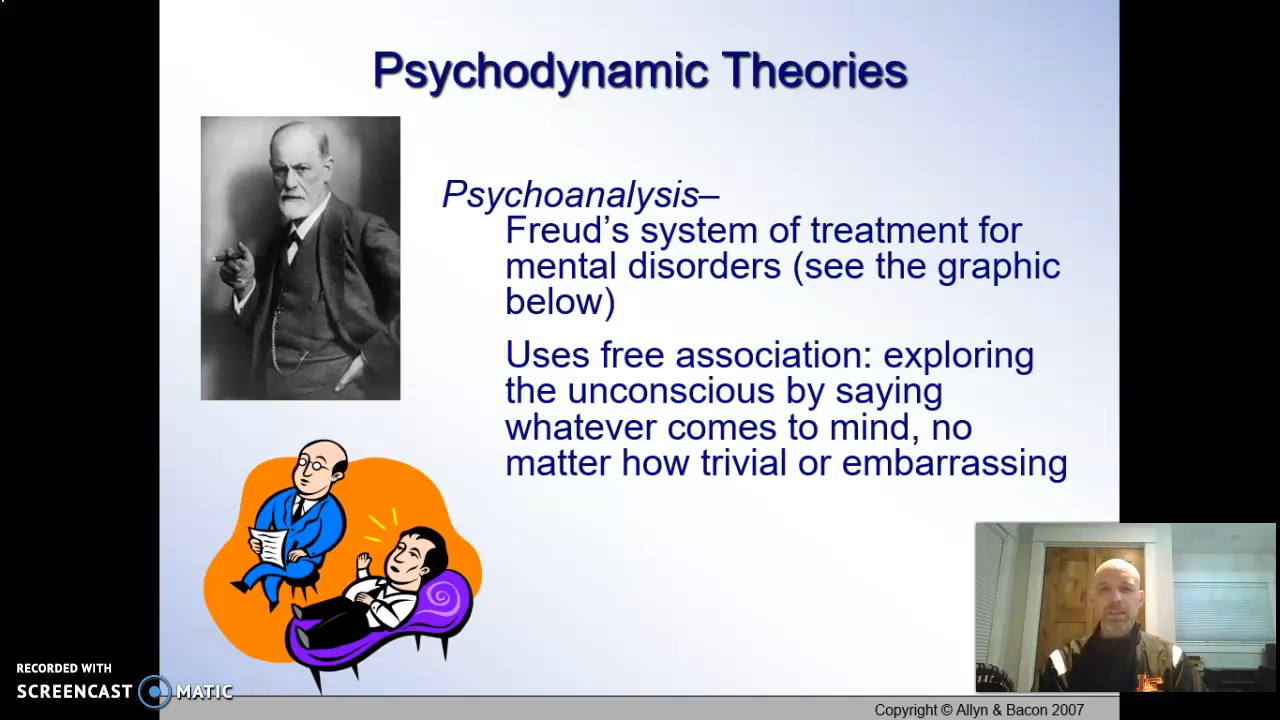 Psychodynamic Theories
Psychoanalysis–
Freud’s system of treatment for
mental disorders (see the graphic
below)
Uses free association: exploring
the unconscious by saying
whatever comes to mind, no
matter how trivial or embarrassing
RECORDED WITH
SCREENCAST MATIC
Copyright © Allyn & Bacon 2007